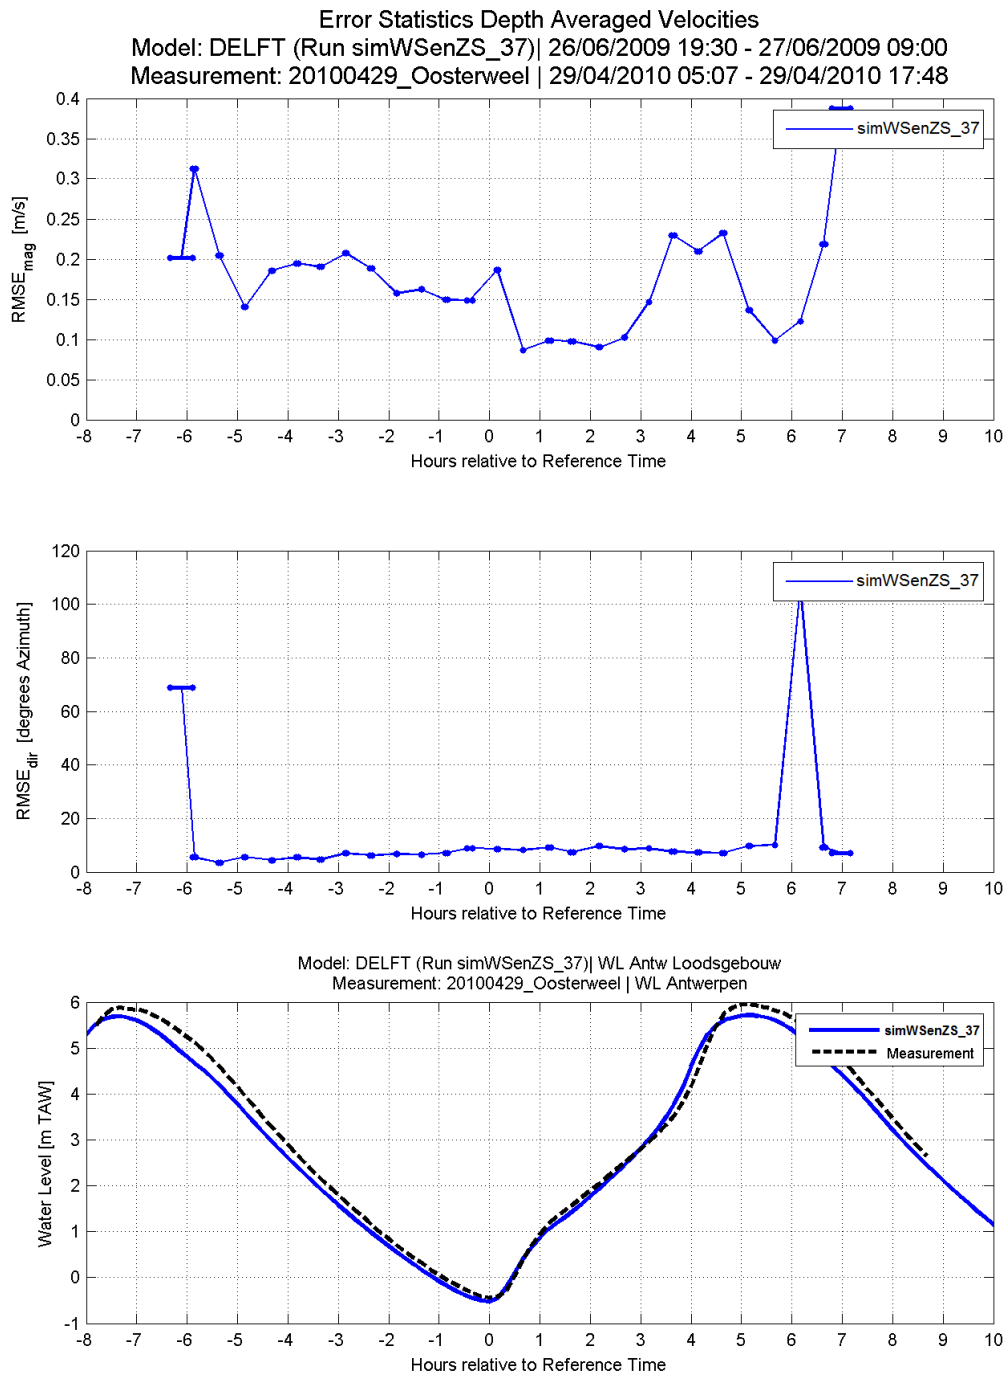 Error Statistics Depth Averaged Velocities
Model: DELFT (Run simWSenZS_37)| 26/06/2009 19:30 - 27/06/2009 09:00
Measurement: 20100429_Oosterweel | 29/04/2010 05:07 - 29/04/2010 17:48
0.4
0.35
0.3
0.25
0.2
0.15
0.1
0.05
0
RMSE_mag [m/s]
simWSenZS_37
-8 -7 -6 -5 -4 -3 -2 -1 0 1 2 3 4 5 6 7 8 9 10
Hours relative to Reference Time
120
100
80
60
40
20
0
RMSE_dir [degrees Azimuth]
simWSenZS_37
-8 -7 -6 -5 -4 -3 -2 -1 0 1 2 3 4 5 6 7 8 9 10
Hours relative to Reference Time
Model: DELFT (Run simWSenZS_37)| WL Antw Loodsgebouw
Measurement: 20100429_Oosterweel | WL Antwerpen
6
5
4
3
2
1
0
-1
Water Level [m TAW]
simWSenZS_37
Measurement
-8 -7 -6 -5 -4 -3 -2 -1 0 1 2 3 4 5 6 7 8 9 10
Hours relative to Reference Time